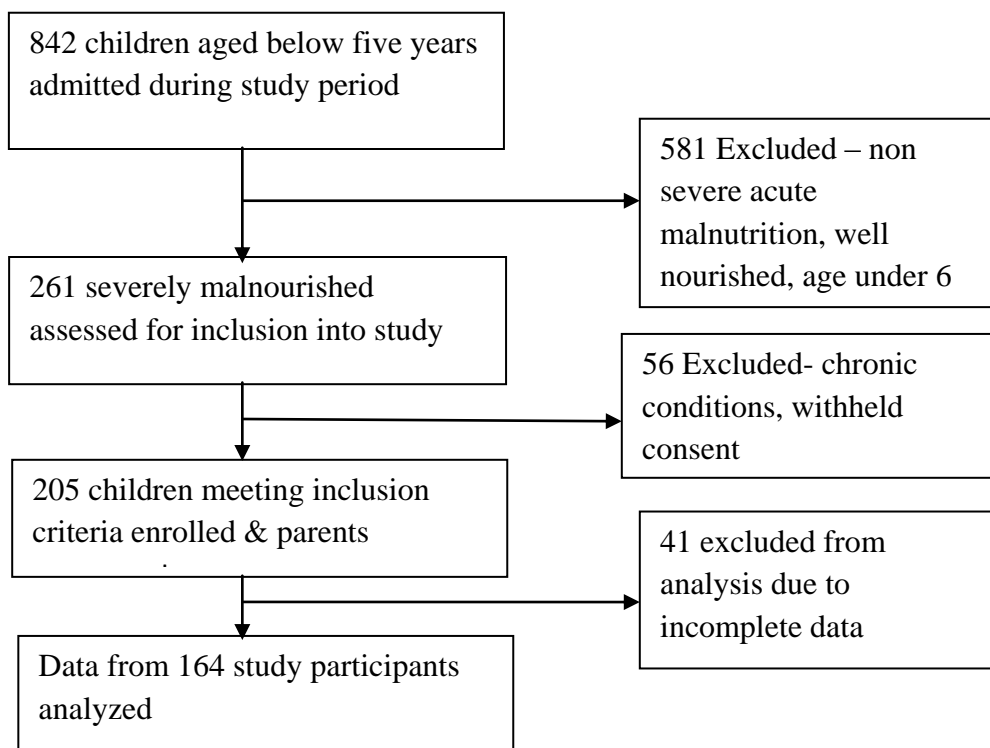 842 children aged below five years
admitted during study period
581 Excluded – non
severe acute
malnutrition, well
nourished, age under 6
261 severely malnourished
assessed for inclusion into study
56 Excluded- chronic
conditions, withheld
consent
205 children meeting inclusion
criteria enrolled & parents
41 excluded from
analysis due to
incomplete data
Data from 164 study participants
analyzed